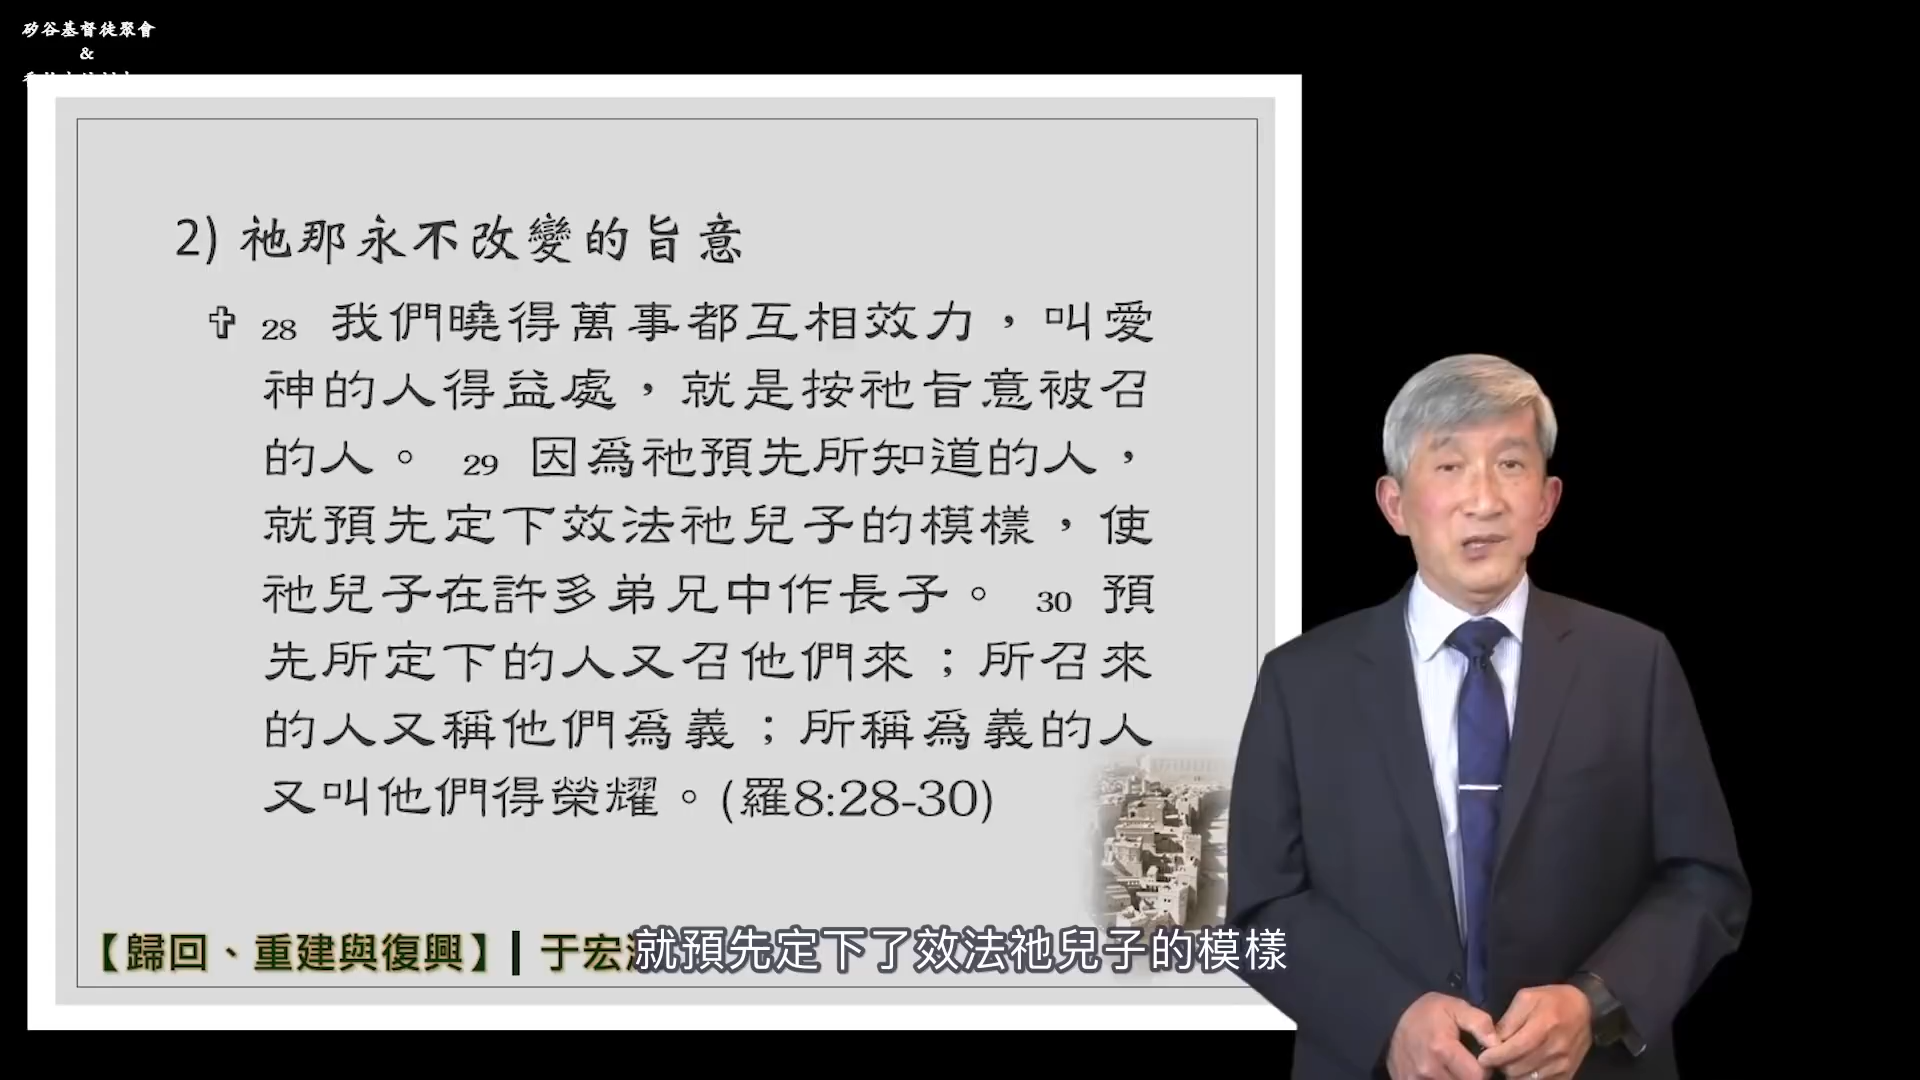 矽谷基督徒聚會
&
2) 祂那永不改變的旨意
✞ 28 我們曉得萬事都互相效力，叫愛
神的人得益處，就是按祂旨意被召
的人。 29 因爲祂預先所知道的人，
就預先定下效法祂兒子的模樣，使
祂兒子在許多弟兄中作長子。 30 預
先所定下的人又召他們來；所召來
的人又稱他們爲義；所稱爲義的人
又叫他們得榮耀。(羅8:28-30)
【歸回、重建與復興】┃ 于宏
就預先定下了效法祂兒子的模樣